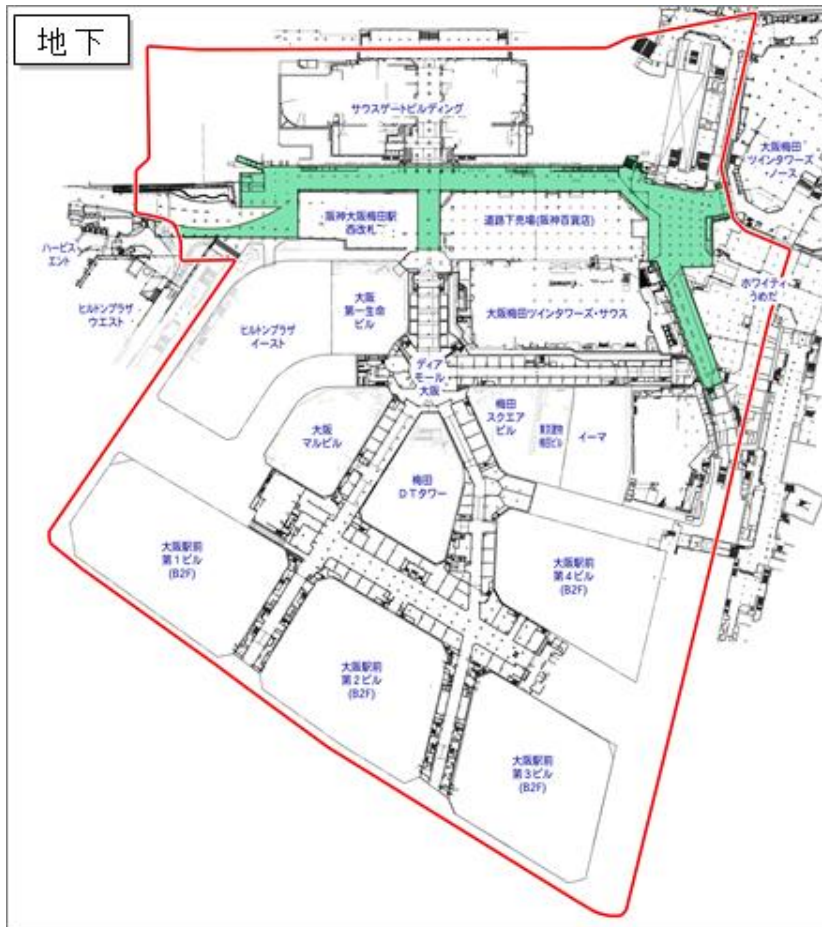 地下
サウスゲートビルディング
大阪梅田
ツインタワーズ
・ノース
阪神大阪梅田駅
西改札
道路下売場(阪神百貨店)
ハービス
エント
ヒルトンプラザ
ウエスト
ホワイティ
うめだ
大阪
第一生命
ビル
ヒルトンプラザ
イースト
大阪梅田ツインタワーズ・サウス
ディア
モール
大阪
大阪
マルビル
梅田
スクエア
ビル
イーマ
梅田
DTタワー
大阪駅前
第1ビル
(B2F)
大阪駅前
第4ビル
(B2F)
大阪駅前
第2ビル
(B2F)
大阪駅前
第3ビル
(B2F)